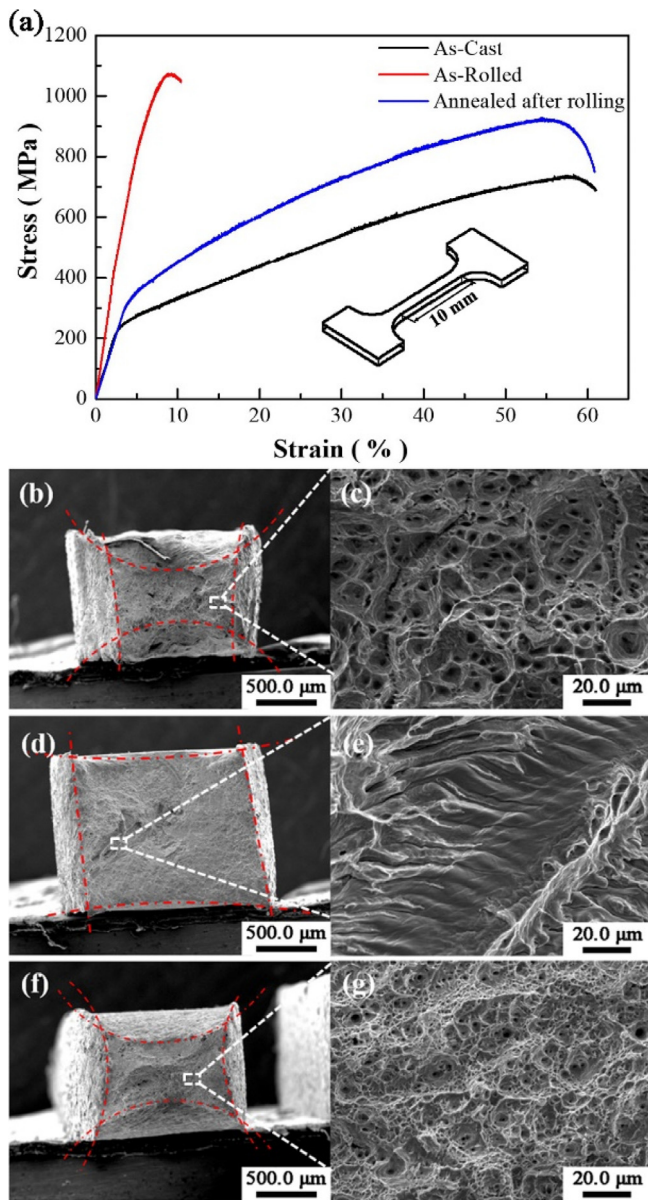 (a)
1200
1000
800
600
400
200
0
Stress ( MPa )
As-Cast
As-Rolled
Annealed after rolling
10 mm
0 10 20 30 40 50 60
Strain ( % )
(b)
500.0 μm
(c)
20.0 μm
(d)
500.0 μm
(e)
20.0 μm
(f)
500.0 μm
(g)
20.0 μm